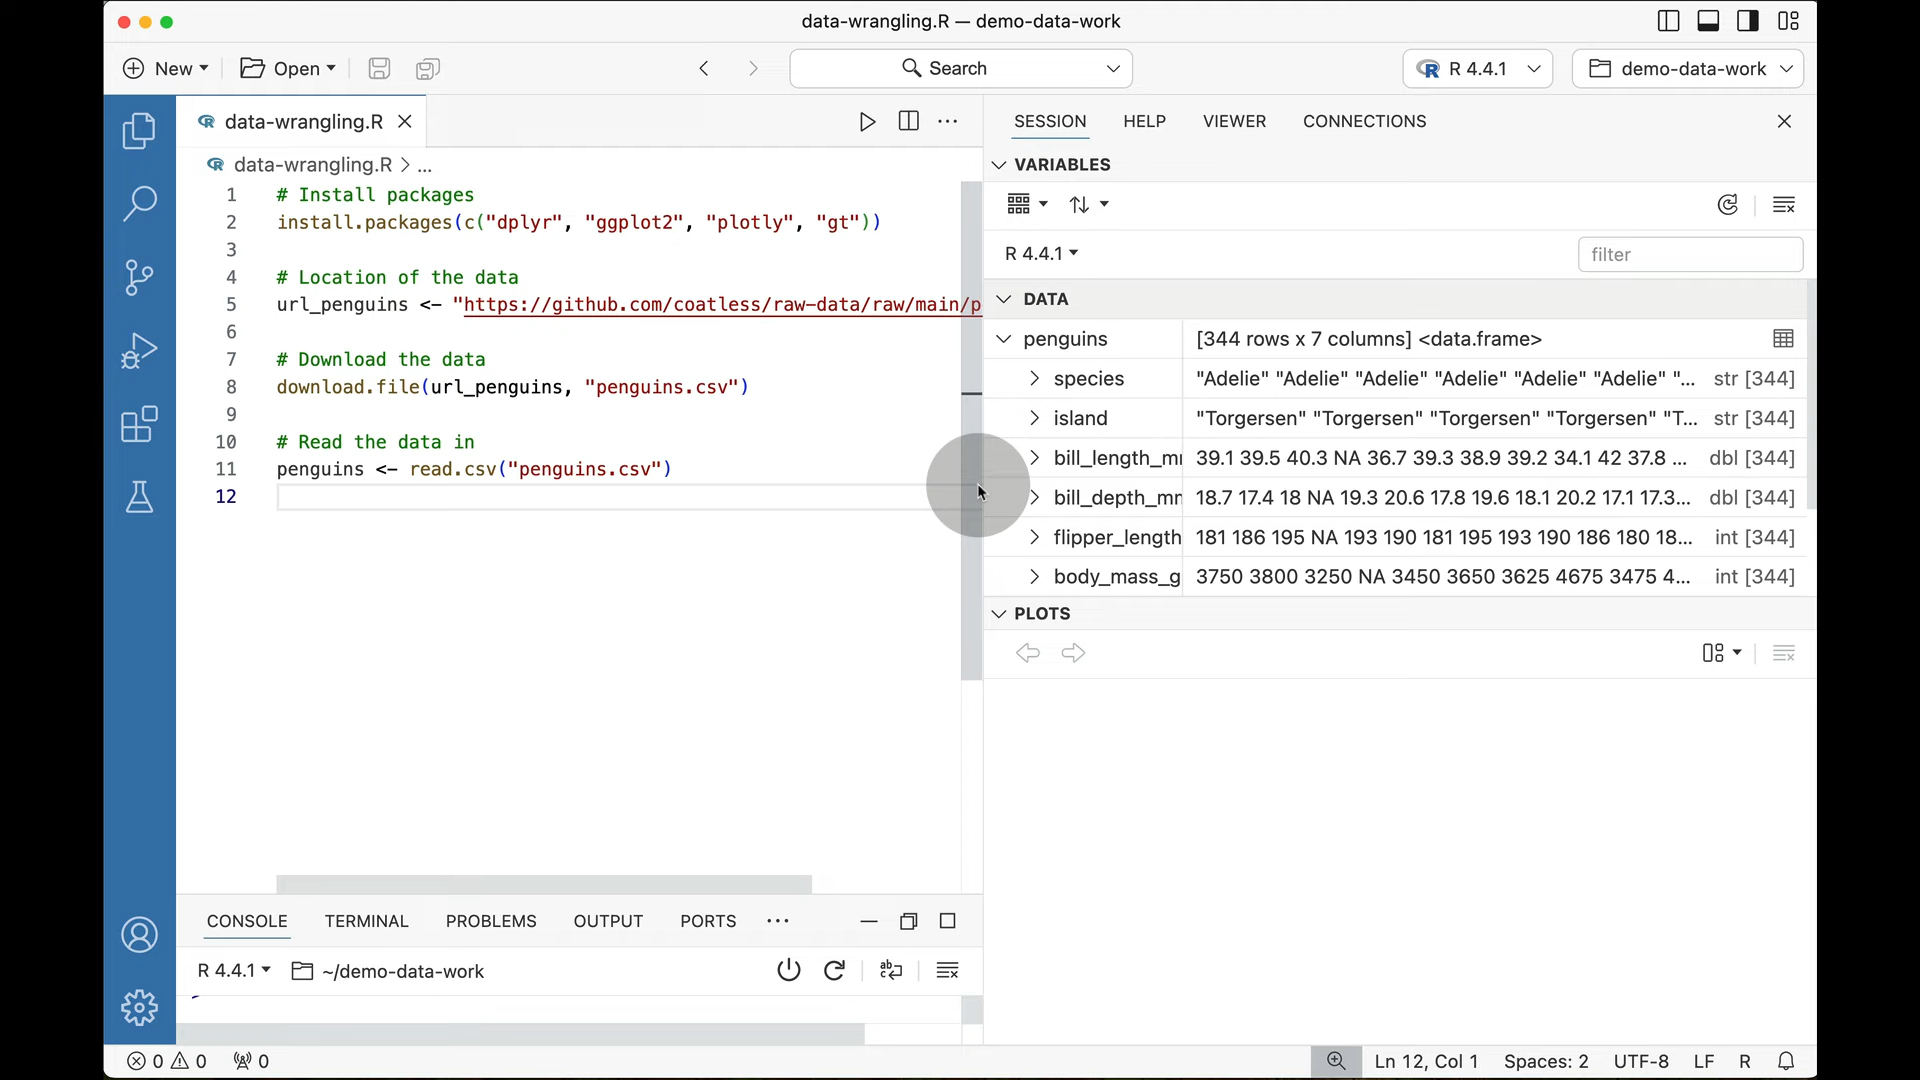 data-wrangling.R — demo-data-work
New
Open
Search
R 4.4.1
demo-data-work
data-wrangling.R
data-wrangling.R > ...
1 # Install packages
2 install.packages(c("dplyr", "ggplot2", "plotly", "gt"))
3
4 # Location of the data
5 url_penguins <- "https://github.com/coatless/raw-data/raw/main/p
6
7 # Download the data
8 download.file(url_penguins, "penguins.csv")
9
10 # Read the data in
11 penguins <- read.csv("penguins.csv")
12
SESSION HELP VIEWER CONNECTIONS
VARIABLES
R 4.4.1
filter
DATA
penguins [344 rows x 7 columns] <data.frame>
species "Adelie" "Adelie" "Adelie" "Adelie" "Adelie" "Adelie" "... str [344]
island "Torgersen" "Torgersen" "Torgersen" "Torgersen" "T... str [344]
bill_length_m 39.1 39.5 40.3 NA 36.7 39.3 38.9 39.2 34.1 42 37.8 ... dbl [344]
bill_depth_m 18.7 17.4 18 NA 19.3 20.6 17.8 19.6 18.1 20.2 17.1 17.3... dbl [344]
flipper_length 181 186 195 NA 193 190 181 195 193 190 186 180 18... int [344]
body_mass_g 3750 3800 3250 NA 3450 3650 3625 4675 3475 4... int [344]
PLOTS
CONSOLE TERMINAL PROBLEMS OUTPUT PORTS ...
R 4.4.1 ~/demo-data-work
0 0 0
Ln 12, Col 1 Spaces: 2 UTF-8 LF R